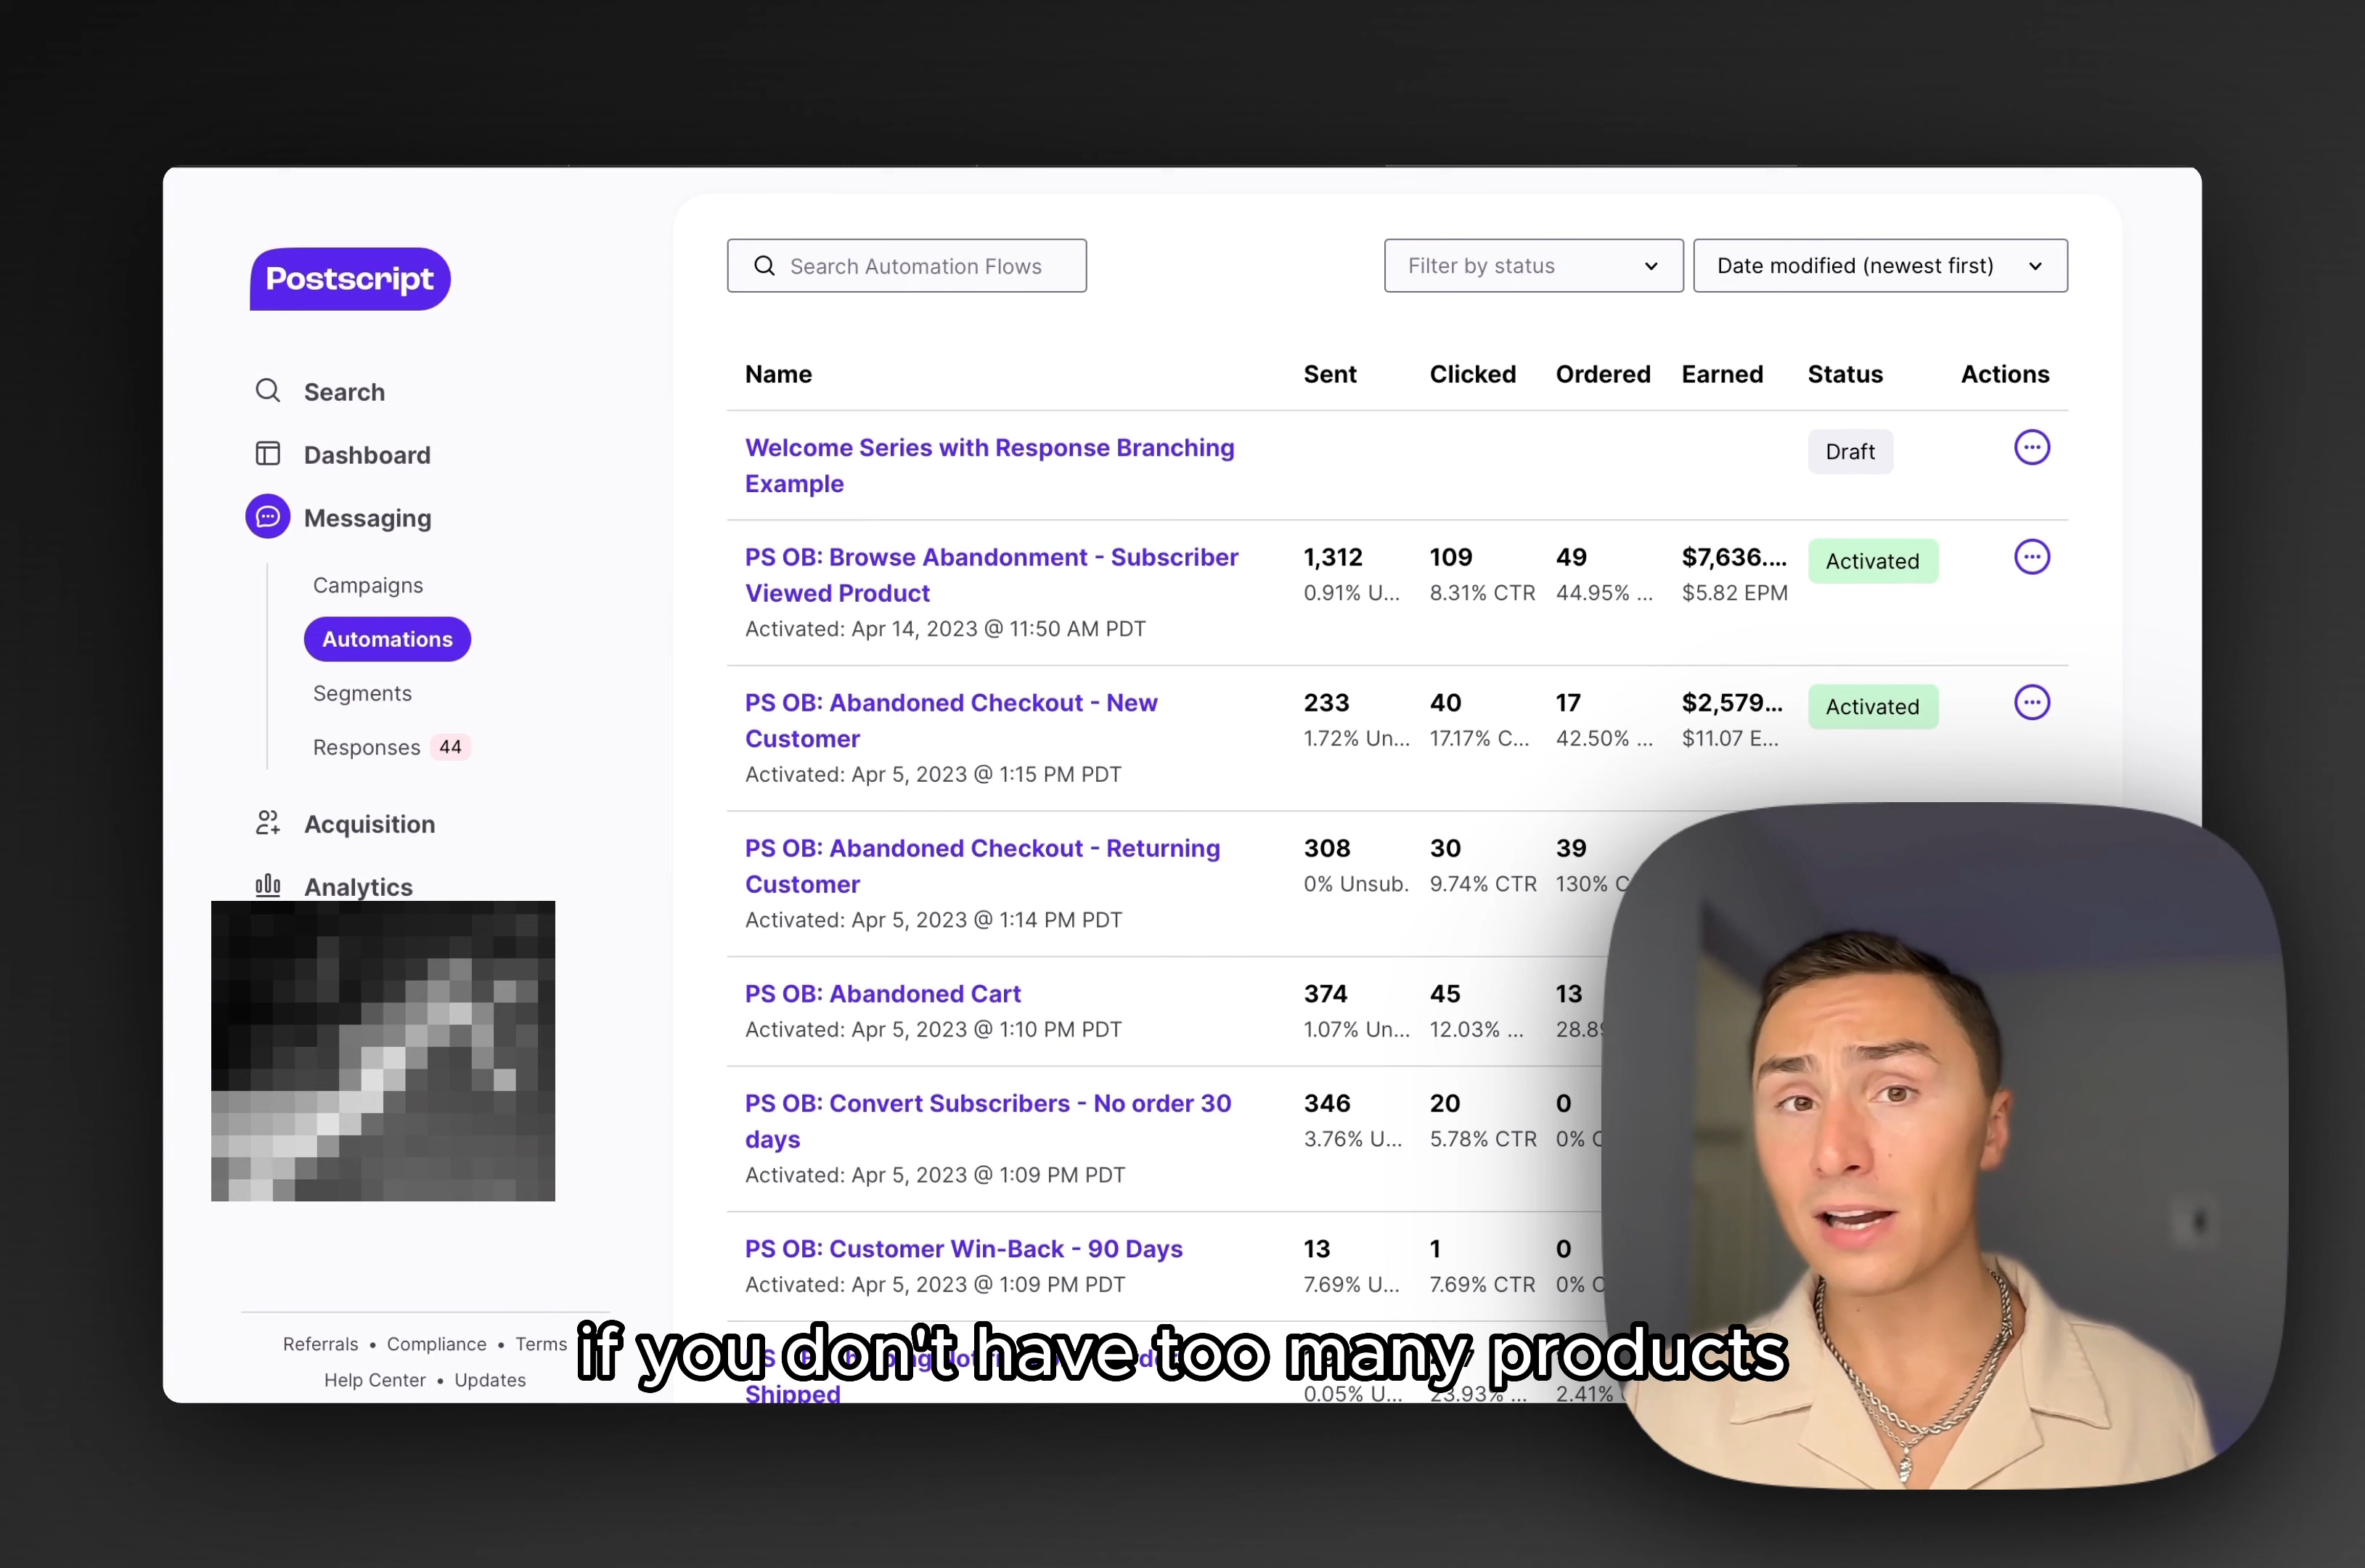 Postscript
Search
Dashboard
Messaging
Campaigns
Automations
Segments
Responses 44
Acquisition
Analytics
Referrals • Compliance • Terms
Help Center • Updates
Search Automation Flows
Filter by status
Date modified (newest first)
Name Sent Clicked Ordered Earned Status Actions
Welcome Series with Response Branching
Example
Draft
PS OB: Browse Abandonment - Subscriber
Viewed Product
Activated: Apr 14, 2023 @ 11:50 AM PDT
1,312 109 49 $7,636.... Activated
0.91% U... 8.31% CTR 44.95% ... $5.82 EPM
PS OB: Abandoned Checkout - New
Customer
Activated: Apr 5, 2023 @ 1:15 PM PDT
233 40 17 $2,579... Activated
1.72% Un... 17.17% C... 42.50% ... $11.07 E...
PS OB: Abandoned Checkout - Returning
Customer
Activated: Apr 5, 2023 @ 1:14 PM PDT
308 30 39
0% Unsub. 9.74% CTR 130% C
PS OB: Abandoned Cart
Activated: Apr 5, 2023 @ 1:10 PM PDT
374 45 13
1.07% Un... 12.03% ... 28.8
PS OB: Convert Subscribers - No order 30
days
Activated: Apr 5, 2023 @ 1:09 PM PDT
346 20 0
3.76% U... 5.78% CTR 0% C
PS OB: Customer Win-Back - 90 Days
Activated: Apr 5, 2023 @ 1:09 PM PDT
13 1 0
7.69% U... 7.69% CTR 0% C
Shipped
0.05% U... 23.93% ... 2.41%
if you don't have too many products